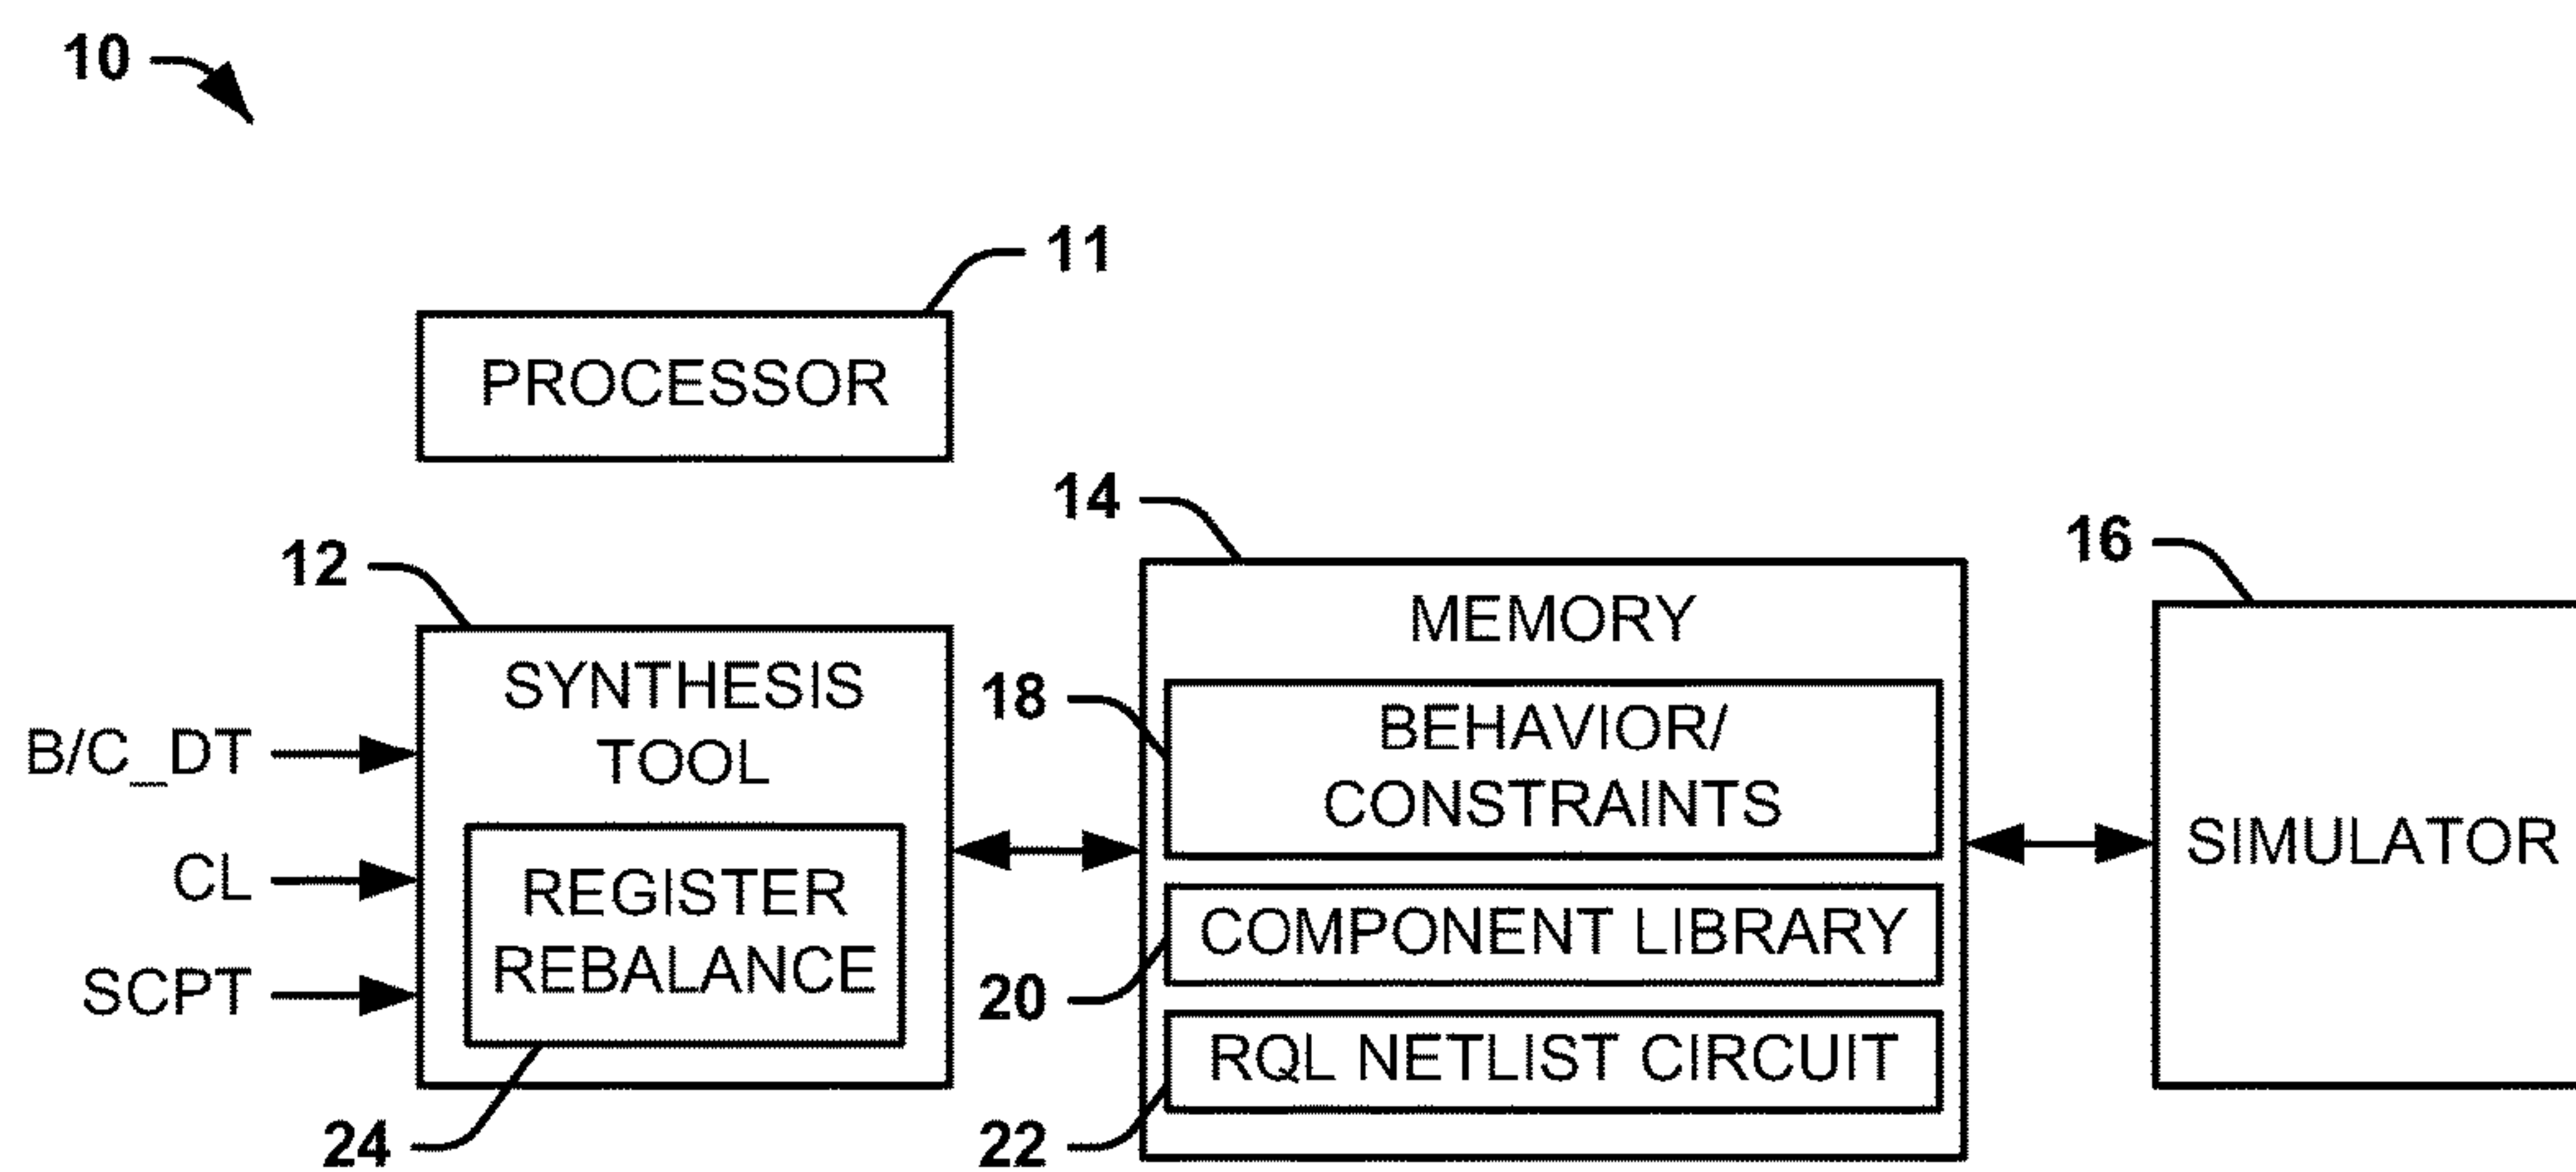 10
11
PROCESSOR
14
16
12
MEMORY
SYNTHESIS
TOOL
18
BEHAVIOR/
CONSTRAINTS
B/C_DT
CL
SCPT
REGISTER
REBALANCE
SIMULATOR
COMPONENT LIBRARY
20
RQL NETLIST CIRCUIT
24
22